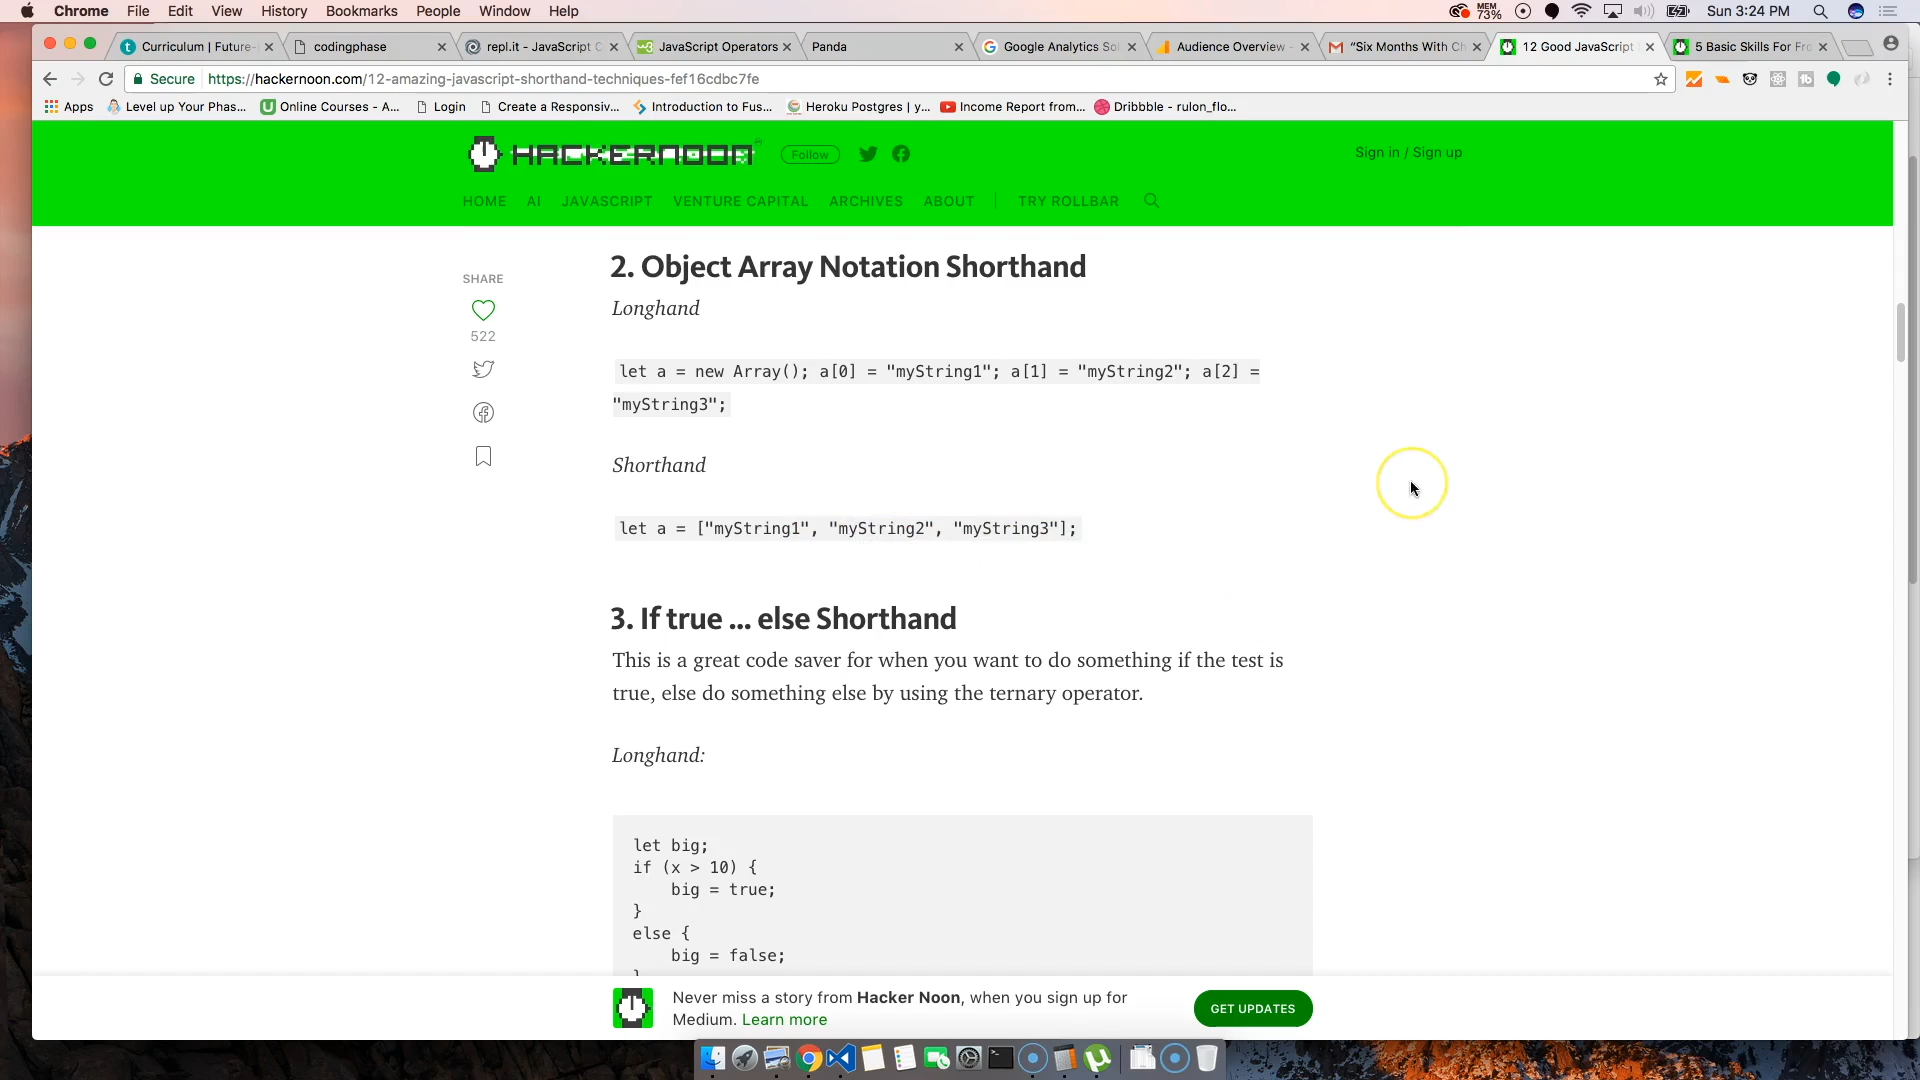 Chrome File Edit View History Bookmarks People Window Help MEM 73% Sun 3:24 PM
Curriculum | Future- codingphase repl.it - JavaScript C JavaScript Operators Panda Google Analytics Sol Audience Overview - "Six Months With Ch 12 Good JavaScript 5 Basic Skills For Fro
Secure https://hackernoon.com/12-amazing-javascript-shorthand-techniques-fef16cdbc7fe
Apps Level up Your Phas... Online Courses - A... Login Create a Responsiv... Introduction to Fus... Heroku Postgres | y... Income Report from... Dribbble - rulon_flo...
HACKERNOON Follow Sign in / Sign up
HOME AI JAVASCRIPT VENTURE CAPITAL ARCHIVES ABOUT | TRY ROLLBAR
2. Object Array Notation Shorthand
SHARE
522
Longhand
let a = new Array(); a[0] = "myString1"; a[1] = "myString2"; a[2] =
"myString3";
Shorthand
let a = ["myString1", "myString2", "myString3"];
3. If true ... else Shorthand
This is a great code saver for when you want to do something if the test is
true, else do something else by using the ternary operator.
Longhand:
let big;
if (x > 10) {
big = true;
}
else {
big = false;
}
Never miss a story from Hacker Noon, when you sign up for
Medium. Learn more
GET UPDATES